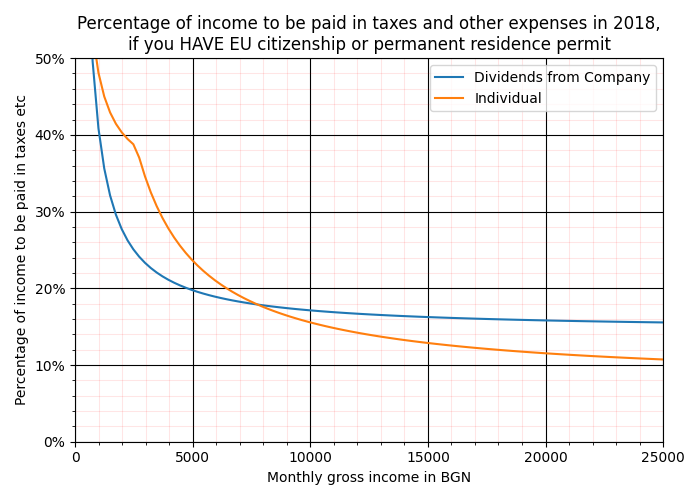 Percentage of income to be paid in taxes and other expenses in 2018,
if you HAVE EU citizenship or permanent residence permit
Percentage of income to be paid in taxes etc
50%
40%
30%
20%
10%
0%
Dividends from Company
Individual
0 5000 10000 15000 20000 25000
Monthly gross income in BGN